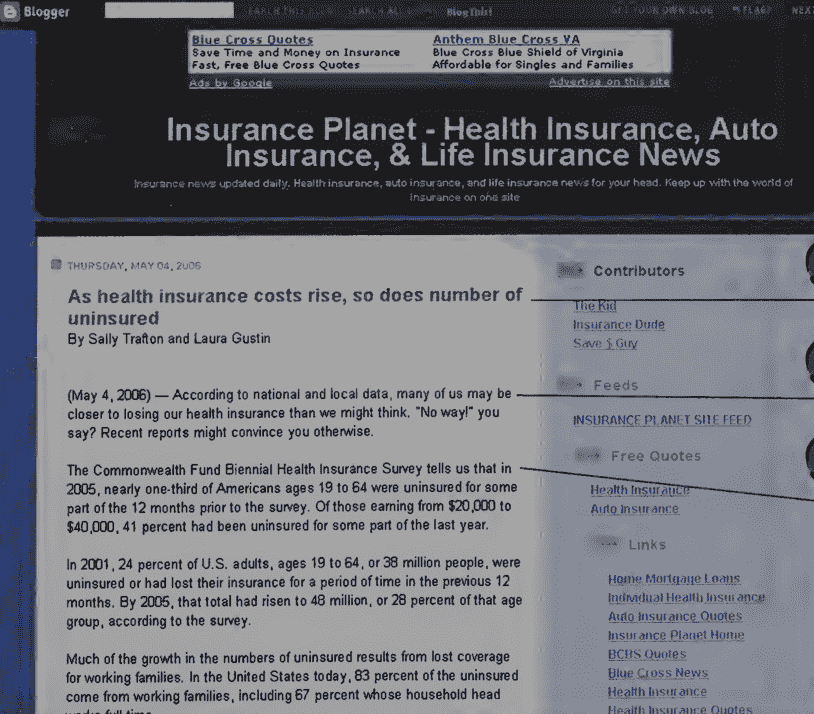 Blogger
SEARCH ALL
BlogThis!
GET YOUR OWN BLOG
FLAG?
NEXT
Blue Cross Quotes
Save Time and Money on Insurance
Fast, Free Blue Cross Quotes
Anthem Blue Cross VA
Blue Cross Blue Shield of Virginia
Affordable for Singles and Families
Ads by Google
Advertise on this site
Insurance Planet - Health Insurance, Auto
Insurance, & Life Insurance News
Insurance news updated daily. Health insurance, auto insurance, and life insurance news for your head. Keep up with the world of
insurance on one site
THURSDAY, MAY 04, 2006
As health insurance costs rise, so does number of
uninsured
By Sally Trafton and Laura Gustin
(May 4, 2006) — According to national and local data, many of us may be
closer to losing our health insurance than we might think. "No way!" you
say? Recent reports might convince you otherwise.
The Commonwealth Fund Biennial Health Insurance Survey tells us that in
2005, nearly one-third of Americans ages 19 to 64 were uninsured for some
part of the 12 months prior to the survey. Of those earning from $20,000 to
$40,000, 41 percent had been uninsured for some part of the last year.
In 2001, 24 percent of U.S. adults, ages 19 to 64, or 38 million people, were
uninsured or had lost their insurance for a period of time in the previous 12
months. By 2005, that total had risen to 48 million, or 28 percent of that age
group, according to the survey.
Much of the growth in the numbers of uninsured results from lost coverage
for working families. In the United States today, 83 percent of the uninsured
come from working families, including 67 percent whose household head
works full time.
Contributors
The Kid
Insurance Dude
Save $ Guy
Feeds
INSURANCE PLANET SITE FEED
Free Quotes
Health Insurance
Auto Insurance
Links
Home Mortgage Loans
Individual Health Insurance
Auto Insurance Quotes
Insurance Planet Home
BCBS Quotes
Blue Cross News
Health Insurance
Health Insurance Quotes